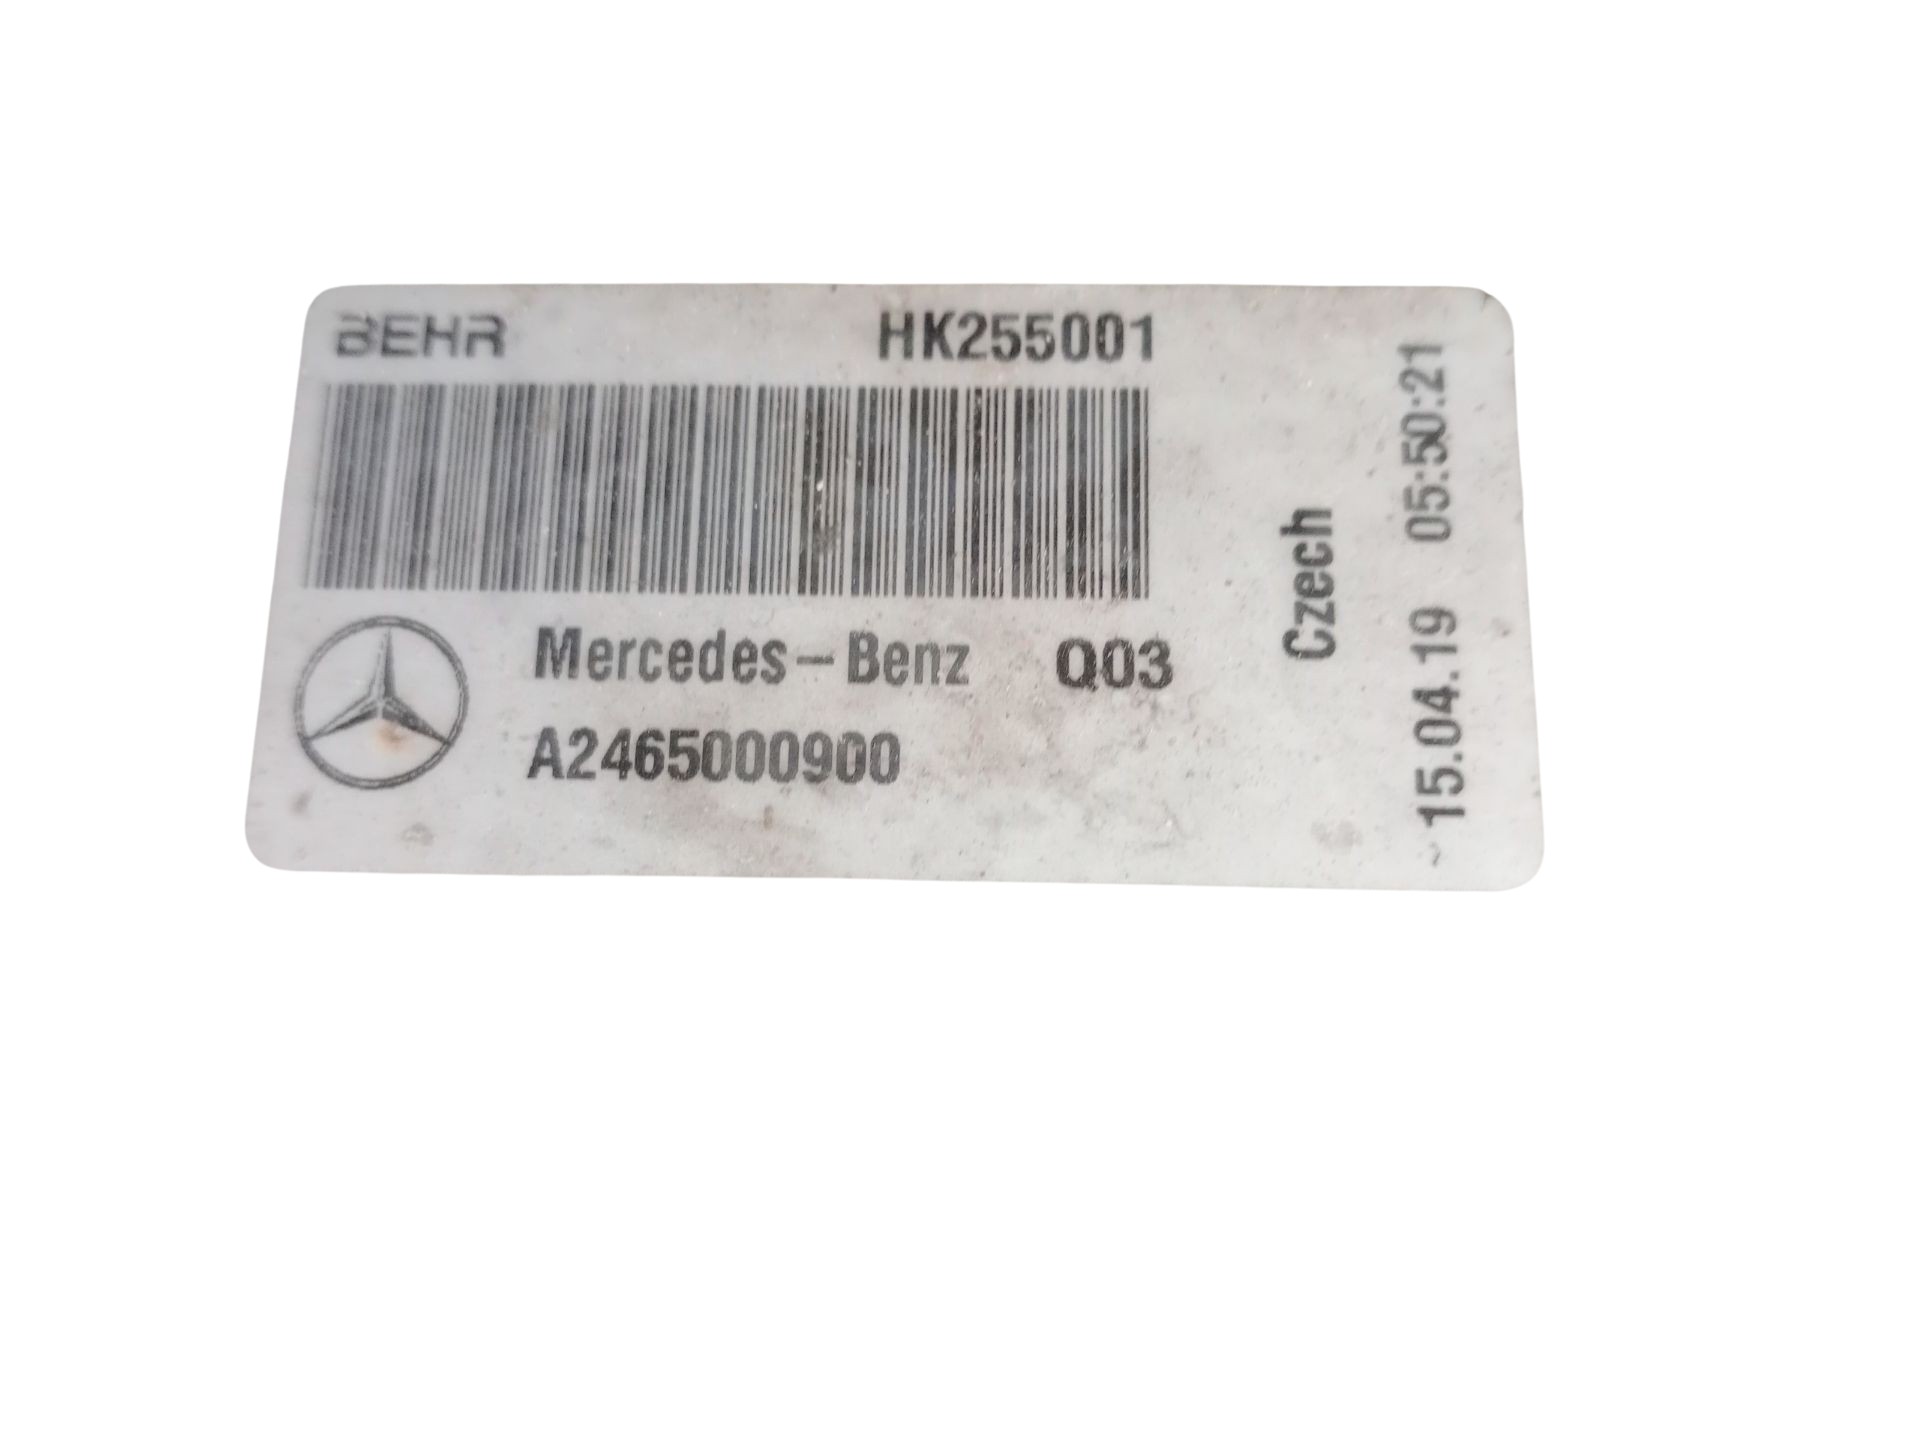 BEHR HK255001
Mercedes-Benz Q03
A2465000900
Czech
~15.04.19 05:50:21